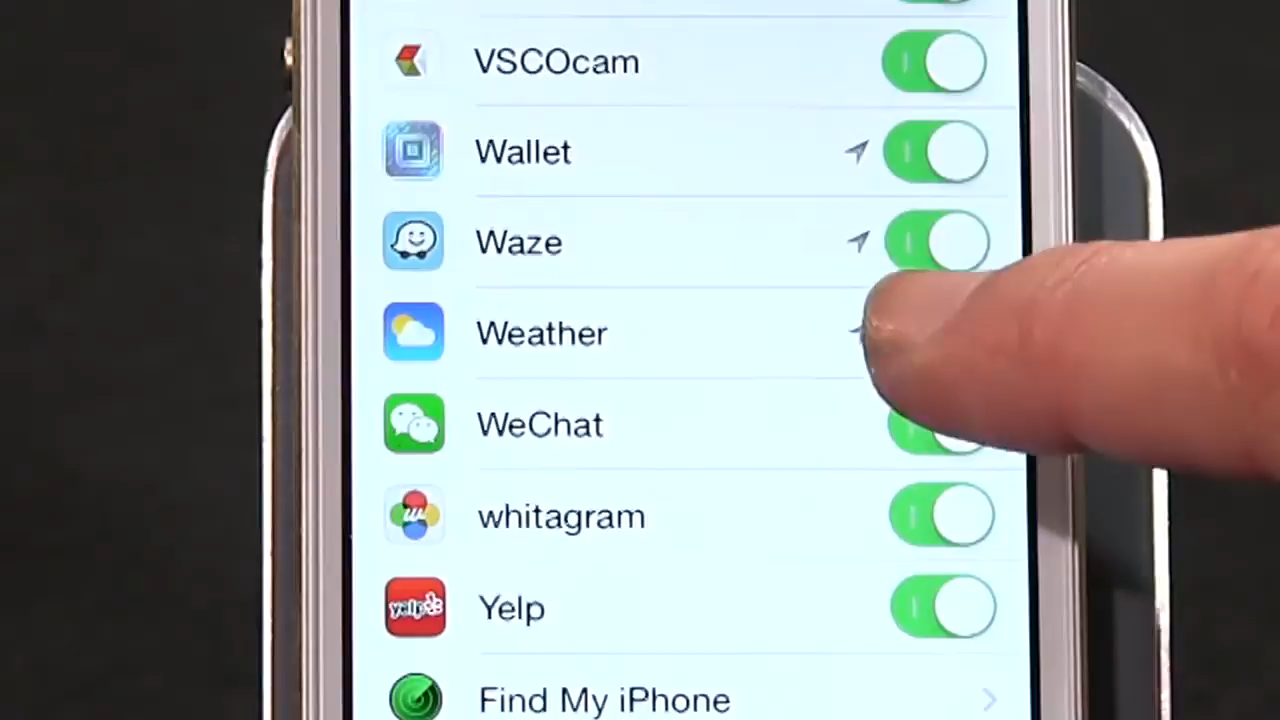 VSCOcam
Wallet
Waze
Weather
WeChat
whitagram
Yelp
Find My iPhone